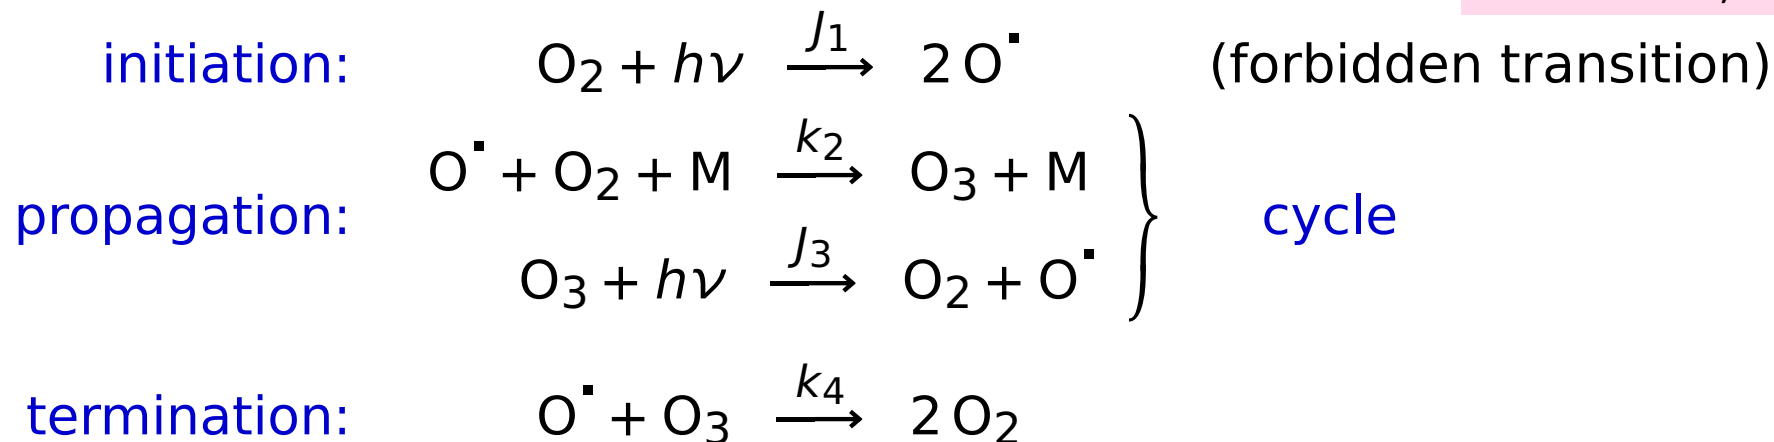 initiation: O₂ + hν —J₁→ 2 O˙ (forbidden transition)
O˙ + O₂ + M —k₂→ O₃ + M
propagation: cycle
O₃ + hν —J₃→ O₂ + O˙
termination: O˙ + O₃ —k₄→ 2 O₂